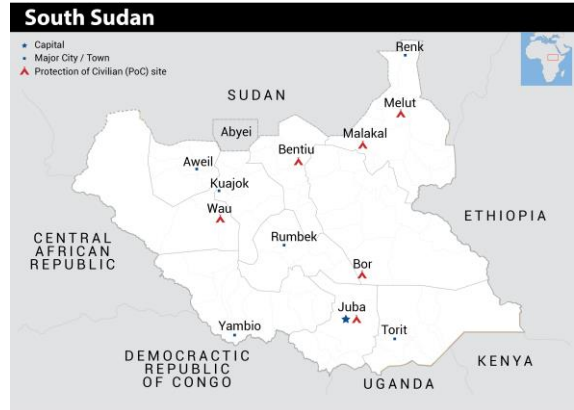 South Sudan
Capital
Major City / Town
Protection of Civilian (PoC) site
Renk
SUDAN
Melut
Abyei
Malakal
Bentiu
Aweil
Kuajok
Wau
ETHIOPIA
CENTRAL
AFRICAN
REPUBLIC
Rumbek
Bor
Juba
Yambio
Torit
DEMOCRACTIC
REPUBLIC
OF CONGO
KENYA
UGANDA